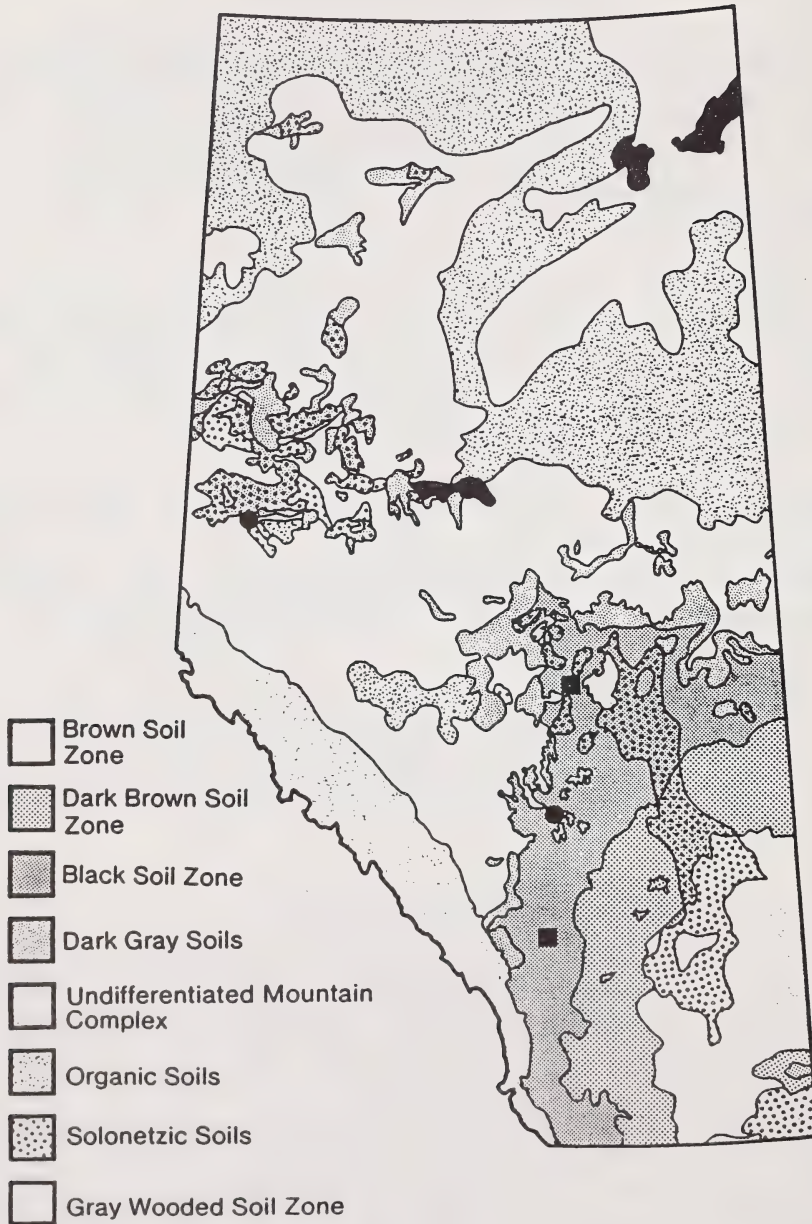 Brown Soil
Zone
Dark Brown Soil
Zone
Black Soil Zone
Dark Gray Soils
Undifferentiated Mountain
Complex
Organic Soils
Solonetzic Soils
Gray Wooded Soil Zone